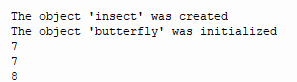 The object 'insect' was created
The object 'butterfly' was initialized
7
7
8